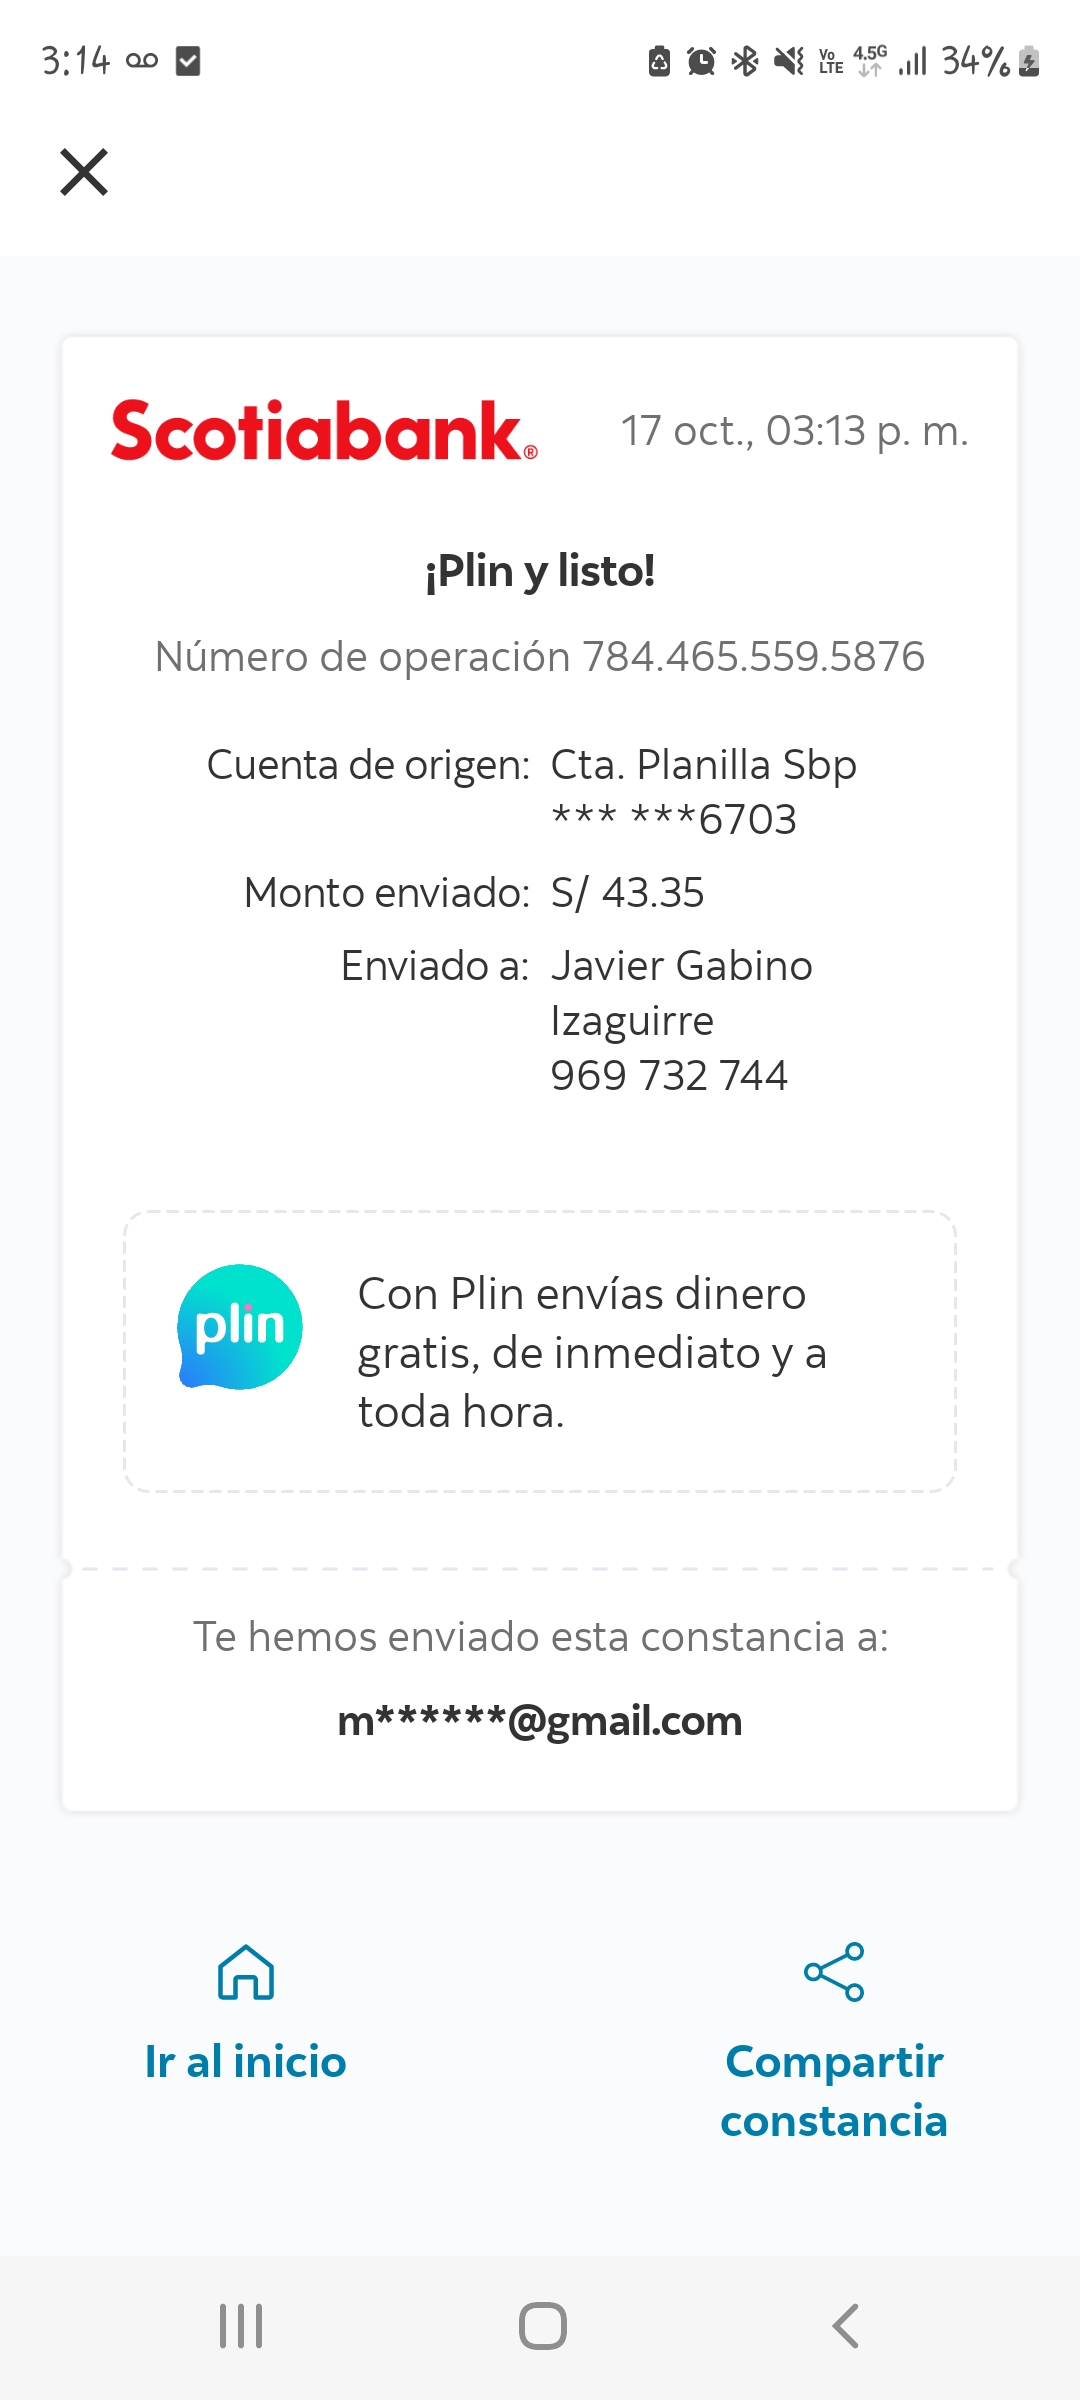 3:14 VoLTE 4.5G 34%
Scotiabank® 17 oct., 03:13 p. m.
¡Plin y listo!
Número de operación 784.465.559.5876
Cuenta de origen: Cta. Planilla Sbp
*** ***6703
Monto enviado: S/ 43.35
Enviado a: Javier Gabino
Izaguirre
969 732 744
plin
Con Plin envías dinero
gratis, de inmediato y a
toda hora.
Te hemos enviado esta constancia a:
m******@gmail.com
Ir al inicio
Compartir
constancia